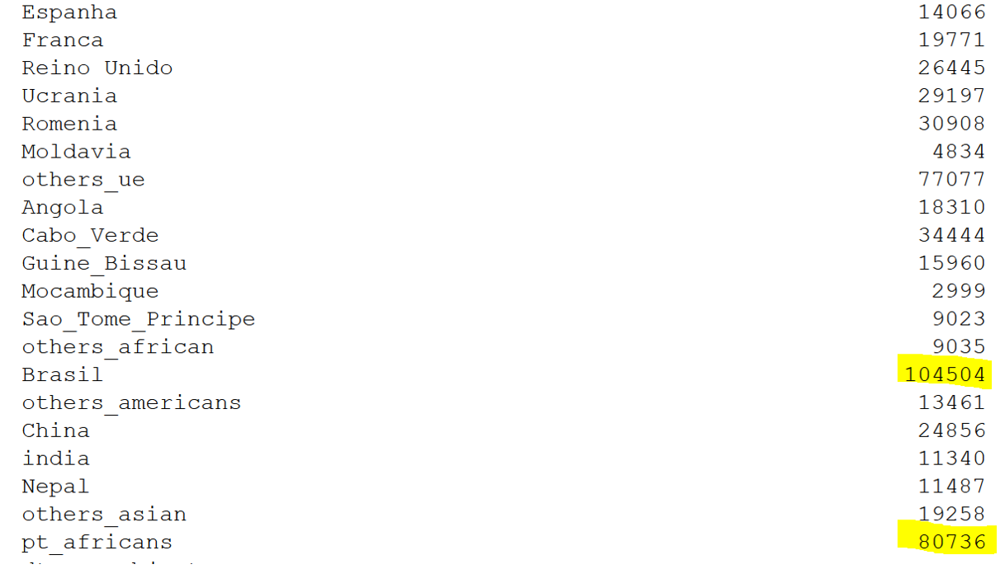 Espanha 14066
Franca 19771
Reino Unido 26445
Ucrania 29197
Romenia 30908
Moldavia 4834
others_ue 77077
Angola 18310
Cabo_Verde 34444
Guine_Bissau 15960
Mocambique 2999
Sao_Tome_Principe 9023
others_african 9035
Brasil 104504
others_americans 13461
China 24856
india 11340
Nepal 11487
others_asian 19258
pt_africans 80736